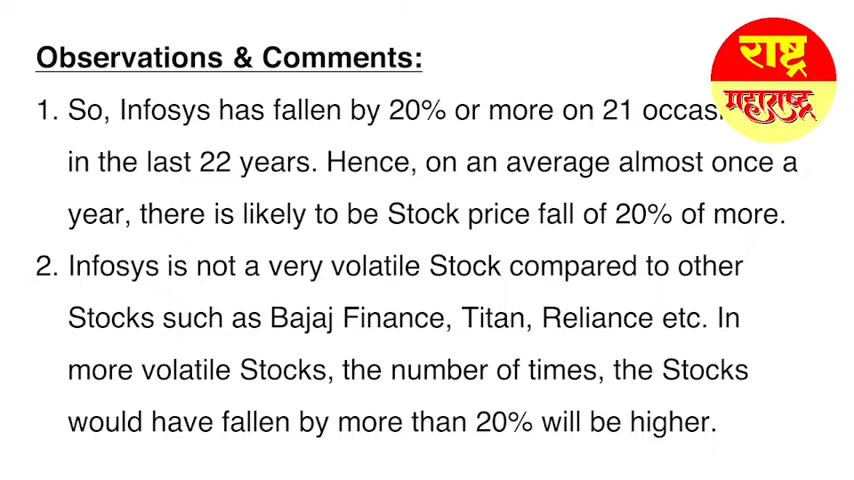 Observations & Comments:
राष्ट्र
महाराष्ट्र
1. So, Infosys has fallen by 20% or more on 21 occasi
in the last 22 years. Hence, on an average almost once a
year, there is likely to be Stock price fall of 20% of more.
2. Infosys is not a very volatile Stock compared to other
Stocks such as Bajaj Finance, Titan, Reliance etc. In
more volatile Stocks, the number of times, the Stocks
would have fallen by more than 20% will be higher.